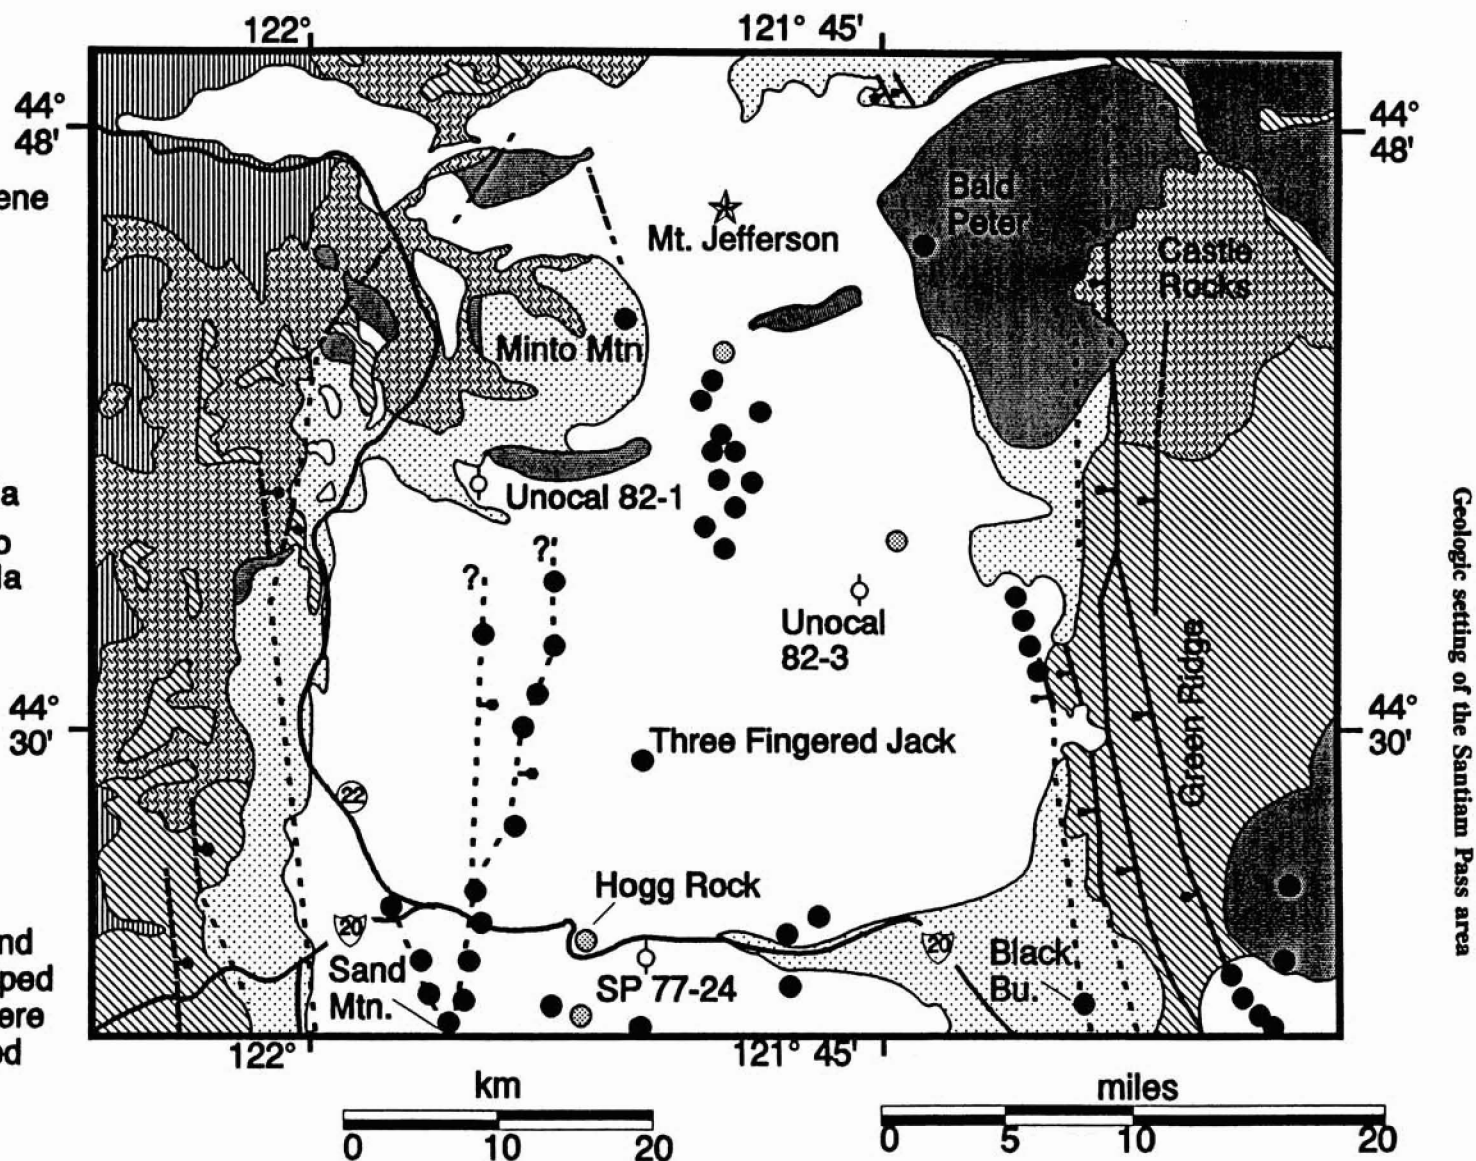 122°
121° 45'
44°
48'
44°
48'
ene
Bald
Peter
Mt. Jefferson
Castle
Rocks
Minto Mtn
Unocal 82-1
a
o
la
?
?
Unocal
82-3
Green Ridge
44°
30'
44°
30'
Three Fingered Jack
22
Hogg Rock
20
20
nd
ped
ere
ed
Sand
Mtn.
SP 77-24
Black
Bu.
122°
121° 45'
km
0 10 20
miles
0 5 10 20
Geologic setting of the Santiam Pass area